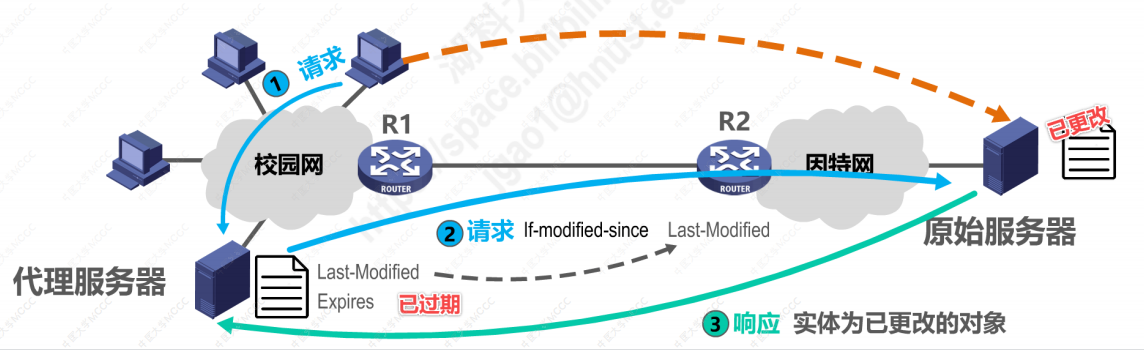 ① 请求
已更改
R1
R2
校园网
因特网
ROUTER
ROUTER
② 请求 If-modified-since Last-Modified
原始服务器
代理服务器
Last-Modified
Expires 已过期
③ 响应 实体为已更改的对象